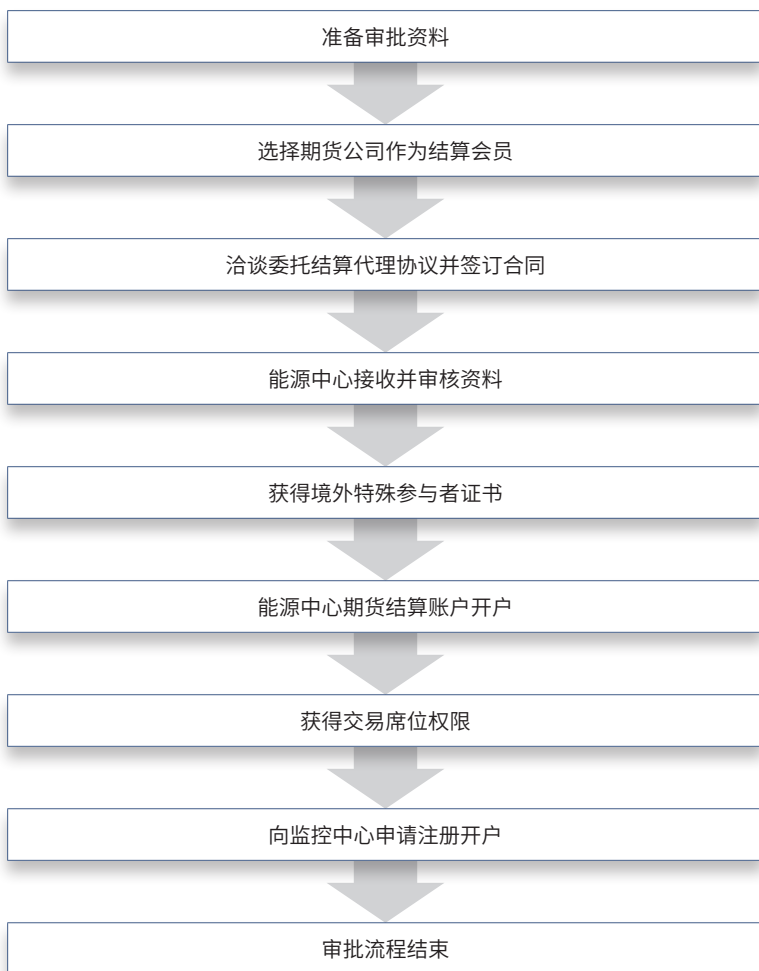 准备审批资料
选择期货公司作为结算会员
洽谈委托结算代理协议并签订合同
能源中心接收并审核资料
获得境外特殊参与者证书
能源中心期货结算账户开户
获得交易席位权限
向监控中心申请注册开户
审批流程结束